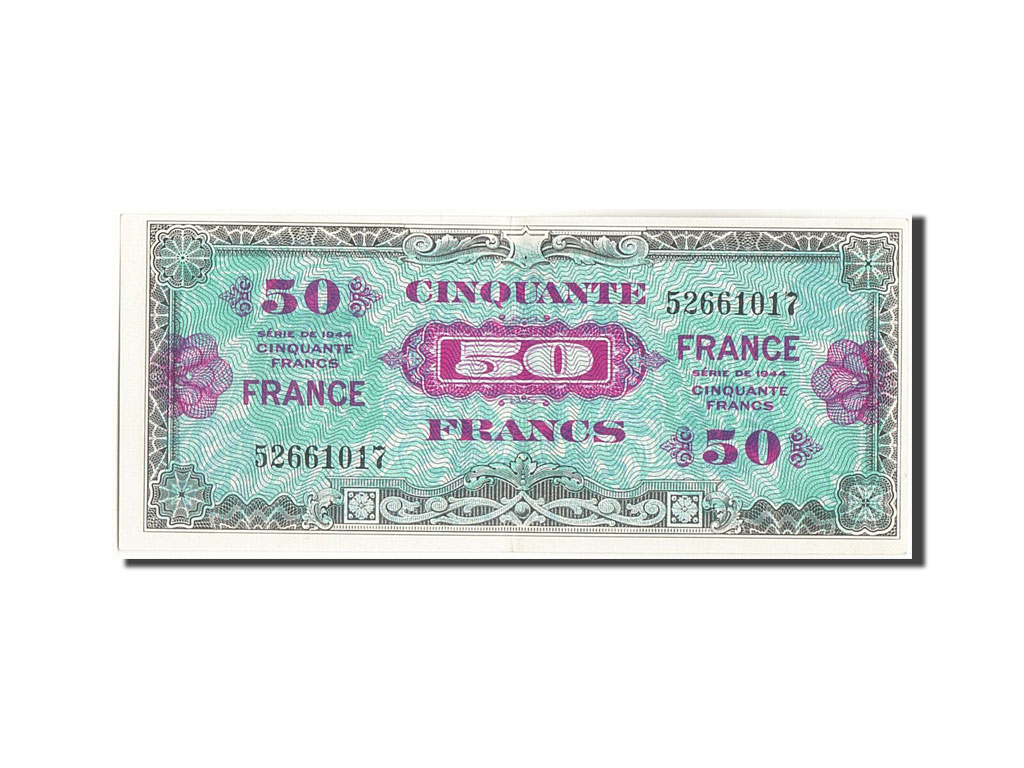 50
SÉRIE DE 1944
CINQUANTE
FRANCS
FRANCE
52661017
CINQUANTE
50
FRANCS
52661017
FRANCE
SÉRIE DE 1944
CINQUANTE
FRANCS
50